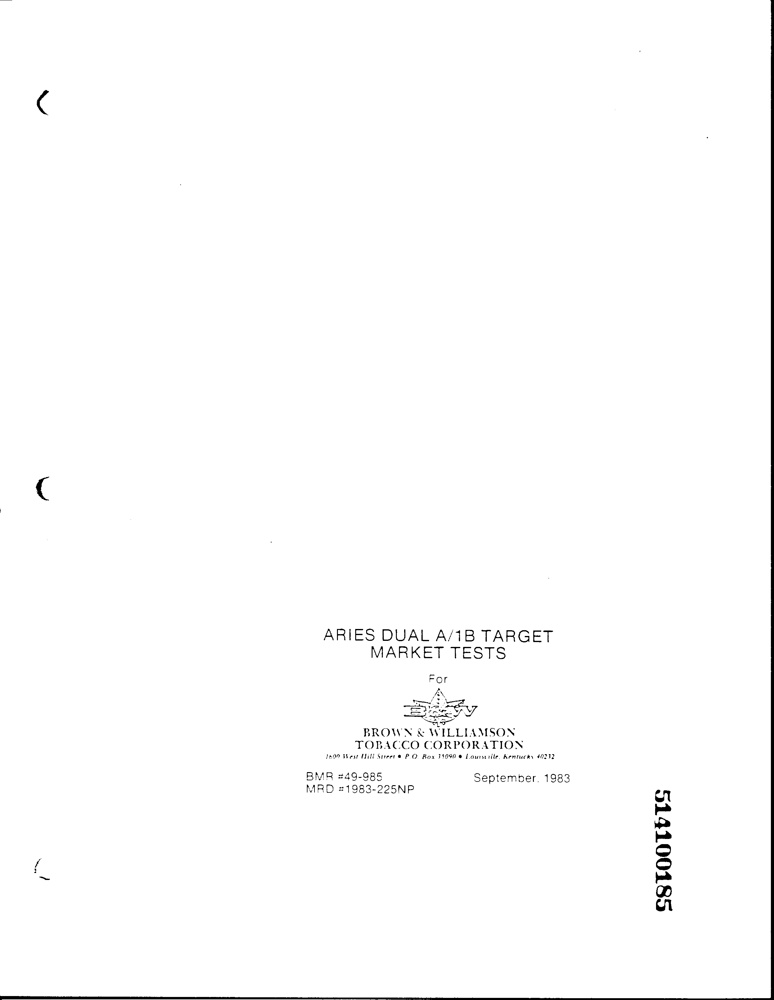 ARIES DUAL A/1B TARGET
MARKET TESTS
For
B&W
BROWN & WILLIAMSON
TOBACCO CORPORATION
1600 West Hill Street • P.O. Box 35090 • Louisville, Kentucky 40232
BMR #49-985
September, 1983
MRD #1983-225NP
514100185